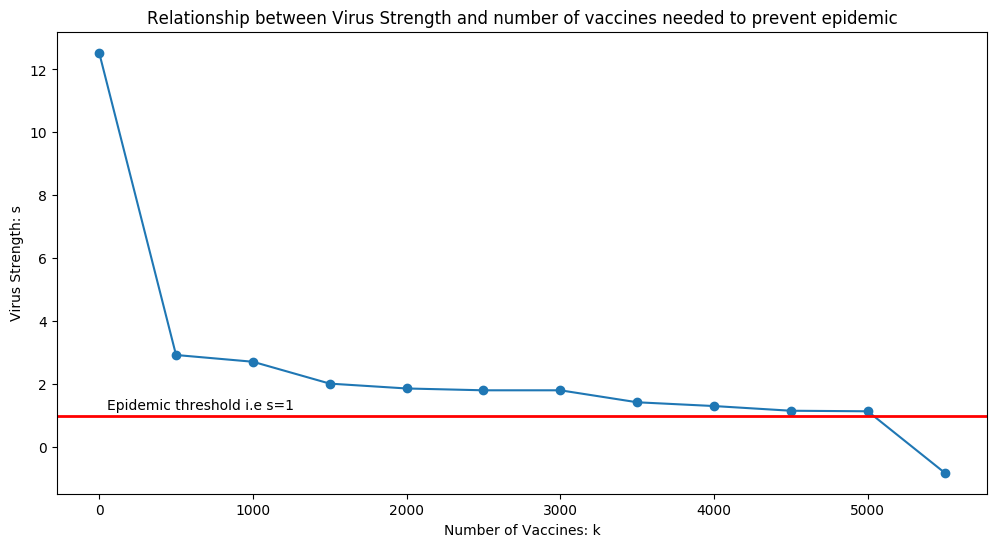 Relationship between Virus Strength and number of vaccines needed to prevent epidemic
12
10
8
6
4
2
0
Virus Strength: s
Epidemic threshold i.e s=1
0 1000 2000 3000 4000 5000
Number of Vaccines: k